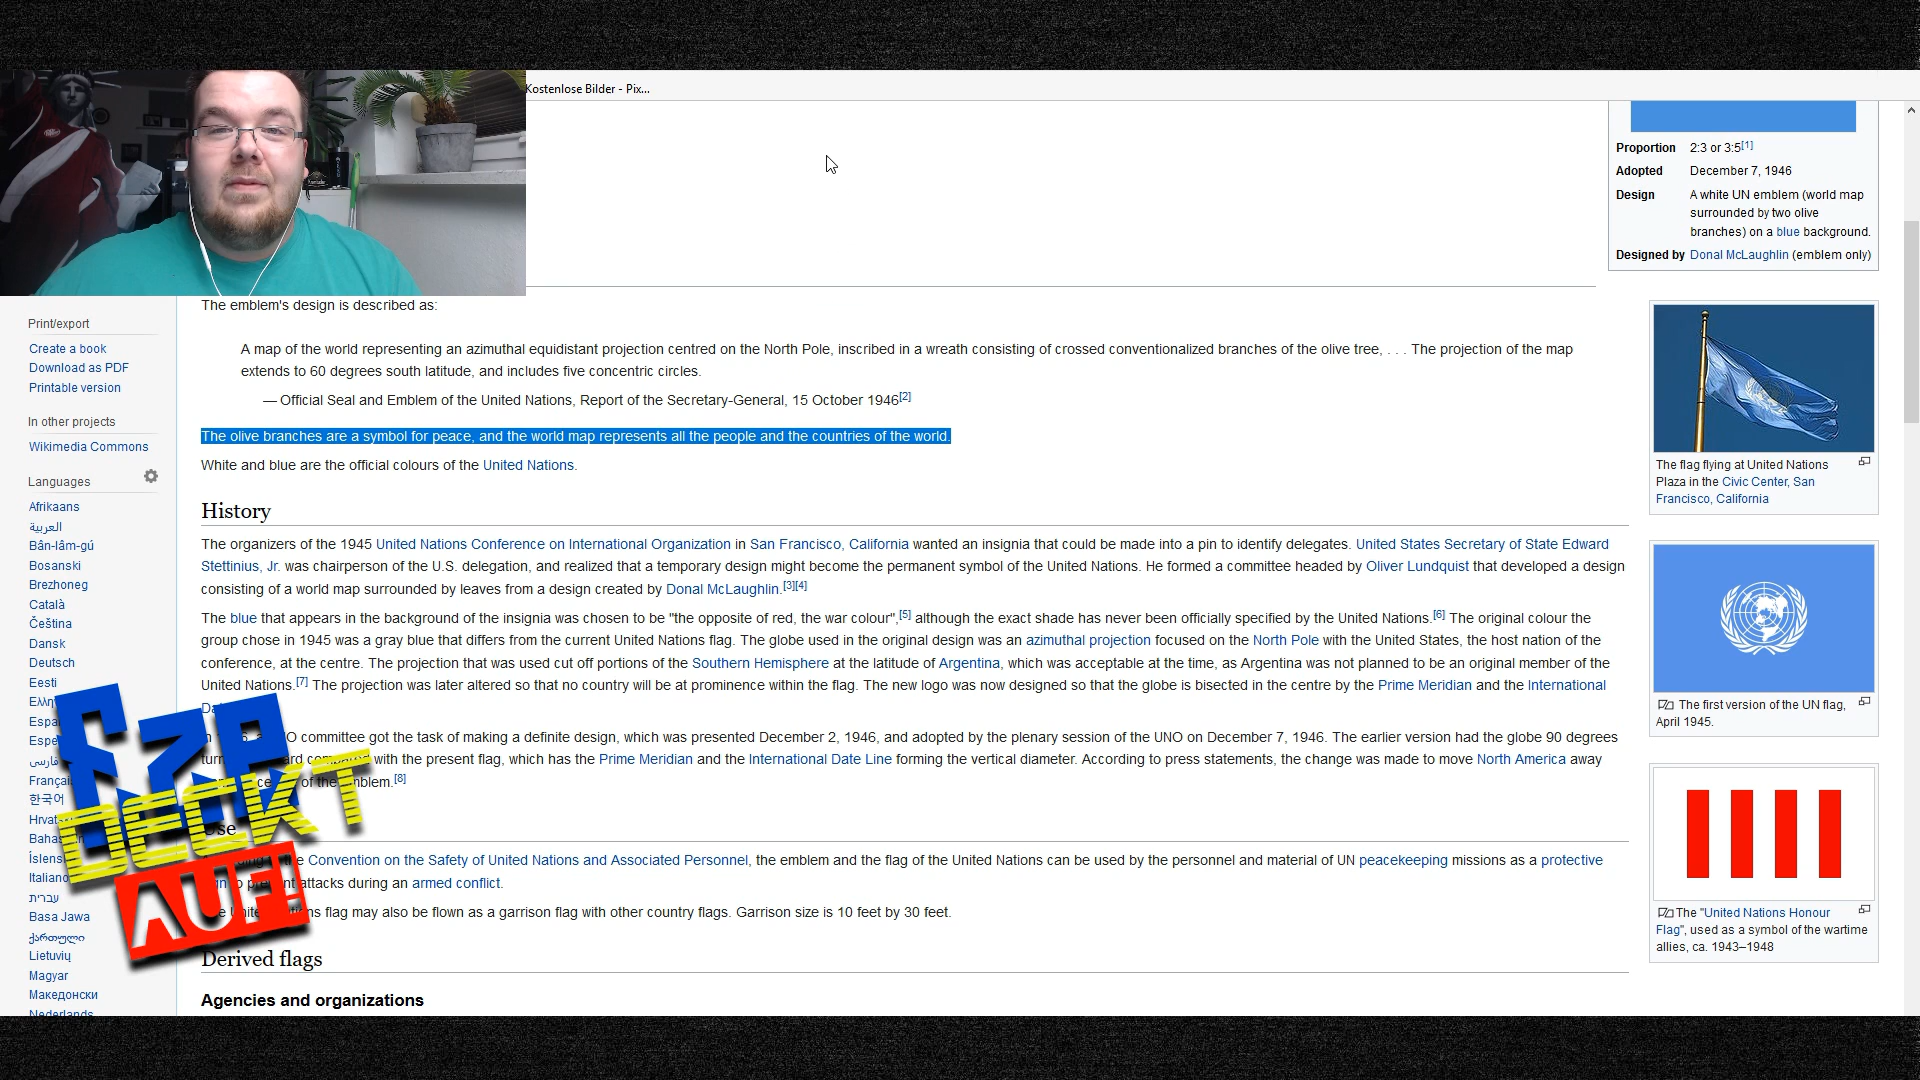 Kostenlose Bilder - Pix...
Proportion 2:3 or 3:5[1]
Adopted December 7, 1946
Design A white UN emblem (world map
surrounded by two olive
branches) on a blue background.
Designed by Donal McLaughlin (emblem only)
The emblem's design is described as:
A map of the world representing an azimuthal equidistant projection centred on the North Pole, inscribed in a wreath consisting of crossed conventionalized branches of the olive tree, . . . The projection of the map
extends to 60 degrees south latitude, and includes five concentric circles.
— Official Seal and Emblem of the United Nations, Report of the Secretary-General, 15 October 1946[2]
The olive branches are a symbol for peace, and the world map represents all the people and the countries of the world.
White and blue are the official colours of the United Nations.
History
The organizers of the 1945 United Nations Conference on International Organization in San Francisco, California wanted an insignia that could be made into a pin to identify delegates. United States Secretary of State Edward
Stettinius, Jr. was chairperson of the U.S. delegation, and realized that a temporary design might become the permanent symbol of the United Nations. He formed a committee headed by Oliver Lundquist that developed a design
consisting of a world map surrounded by leaves from a design created by Donal McLaughlin.[3][4]
The blue that appears in the background of the insignia was chosen to be "the opposite of red, the war colour",[5] although the exact shade has never been officially specified by the United Nations.[6] The original colour the
group chose in 1945 was a gray blue that differs from the current United Nations flag. The globe used in the original design was an azimuthal projection focused on the North Pole with the United States, the host nation of the
conference, at the centre. The projection that was used cut off portions of the Southern Hemisphere at the latitude of Argentina, which was acceptable at the time, as Argentina was not planned to be an original member of the
United Nations.[7] The projection was later altered so that no country will be at prominence within the flag. The new logo was now designed so that the globe is bisected in the centre by the Prime Meridian and the International
committee got the task of making a definite design, which was presented December 2, 1946, and adopted by the plenary session of the UNO on December 7, 1946. The earlier version had the globe 90 degrees
with the present flag, which has the Prime Meridian and the International Date Line forming the vertical diameter. According to press statements, the change was made to move North America away
of the emblem.[8]
Use
the Convention on the Safety of United Nations and Associated Personnel, the emblem and the flag of the United Nations can be used by the personnel and material of UN peacekeeping missions as a protective
attacks during an armed conflict.
flag may also be flown as a garrison flag with other country flags. Garrison size is 10 feet by 30 feet.
Derived flags
Agencies and organizations
Print/export
Create a book
Download as PDF
Printable version
In other projects
Wikimedia Commons
Languages
Afrikaans
العربية
Bân-lâm-gú
Bosanski
Brezhoneg
Català
Čeština
Dansk
Deutsch
Eesti
فارسی
한국어
Italiano
עברית
Basa Jawa
ქართული
Lietuvių
Magyar
Македонски
Nederlands
DECKT
AUF!
The flag flying at United Nations
Plaza in the Civic Center, San
Francisco, California
The first version of the UN flag,
April 1945.
The "United Nations Honour
Flag", used as a symbol of the wartime
allies, ca. 1943–1948